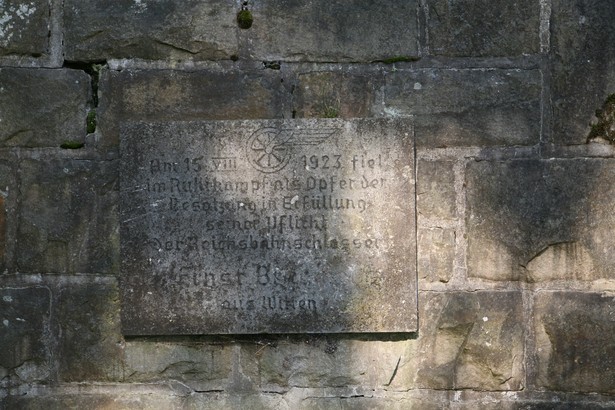 Am 15. VIII. 1923 fiel
im Ruhrkampf als Opfer der
Besatzung in Erfüllung
seiner Pflicht
der Reichsbahnschlosser
Ernst
aus Witten